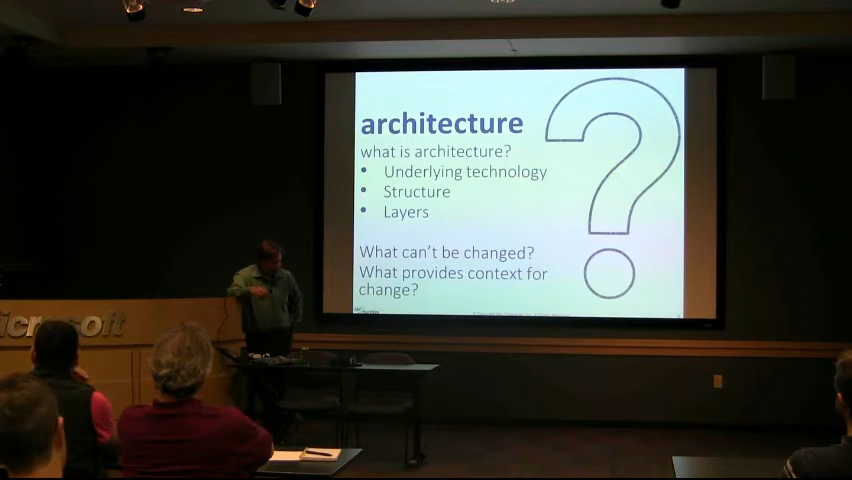 architecture
what is architecture?
• Underlying technology
• Structure
• Layers
What can't be changed?
What provides context for
change?
icrosoft